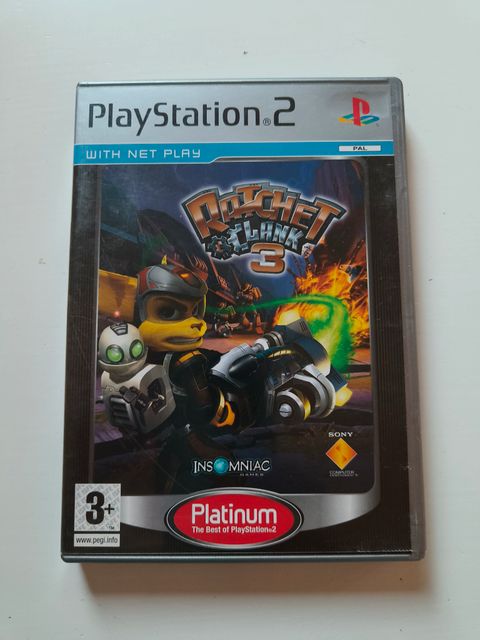 PlayStation®2
WITH NET PLAY
PAL
RATCHET
& CLANK
3
INSOMNIAC
GAMES
SONY
COMPUTER
ENTERTAINMENT
3+
www.pegi.info
Platinum
The Best of PlayStation®2